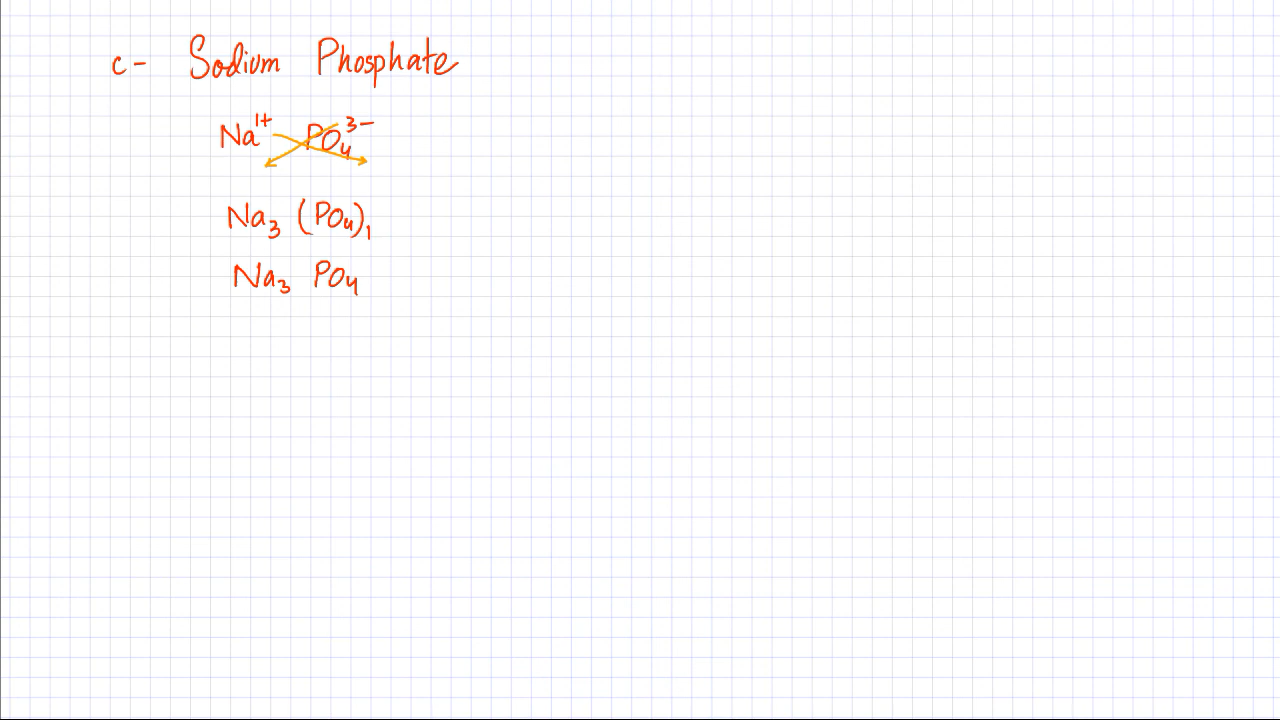 c- Sodium Phosphate
Na¹⁺ PO₄³⁻
Na₃ (PO₄)₁
Na₃ PO₄